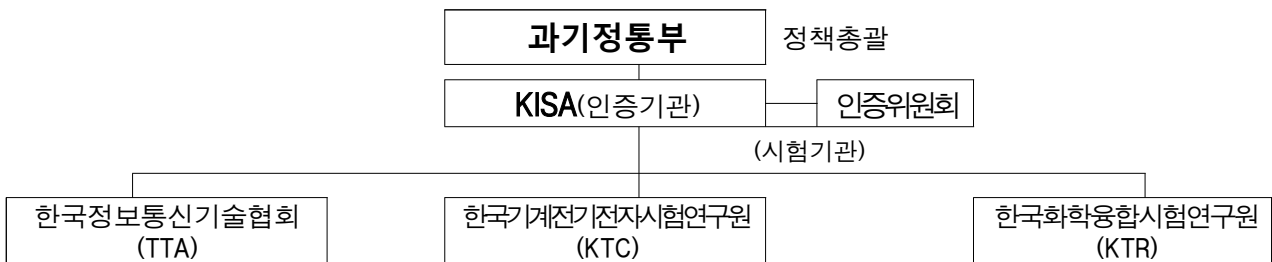 과기정통부 정책총괄
KISA(인증기관) 인증위원회
(시험기관)
한국정보통신기술협회 한국기계전기전자시험연구원 한국화학융합시험연구원
(TTA) (KTC) (KTR)